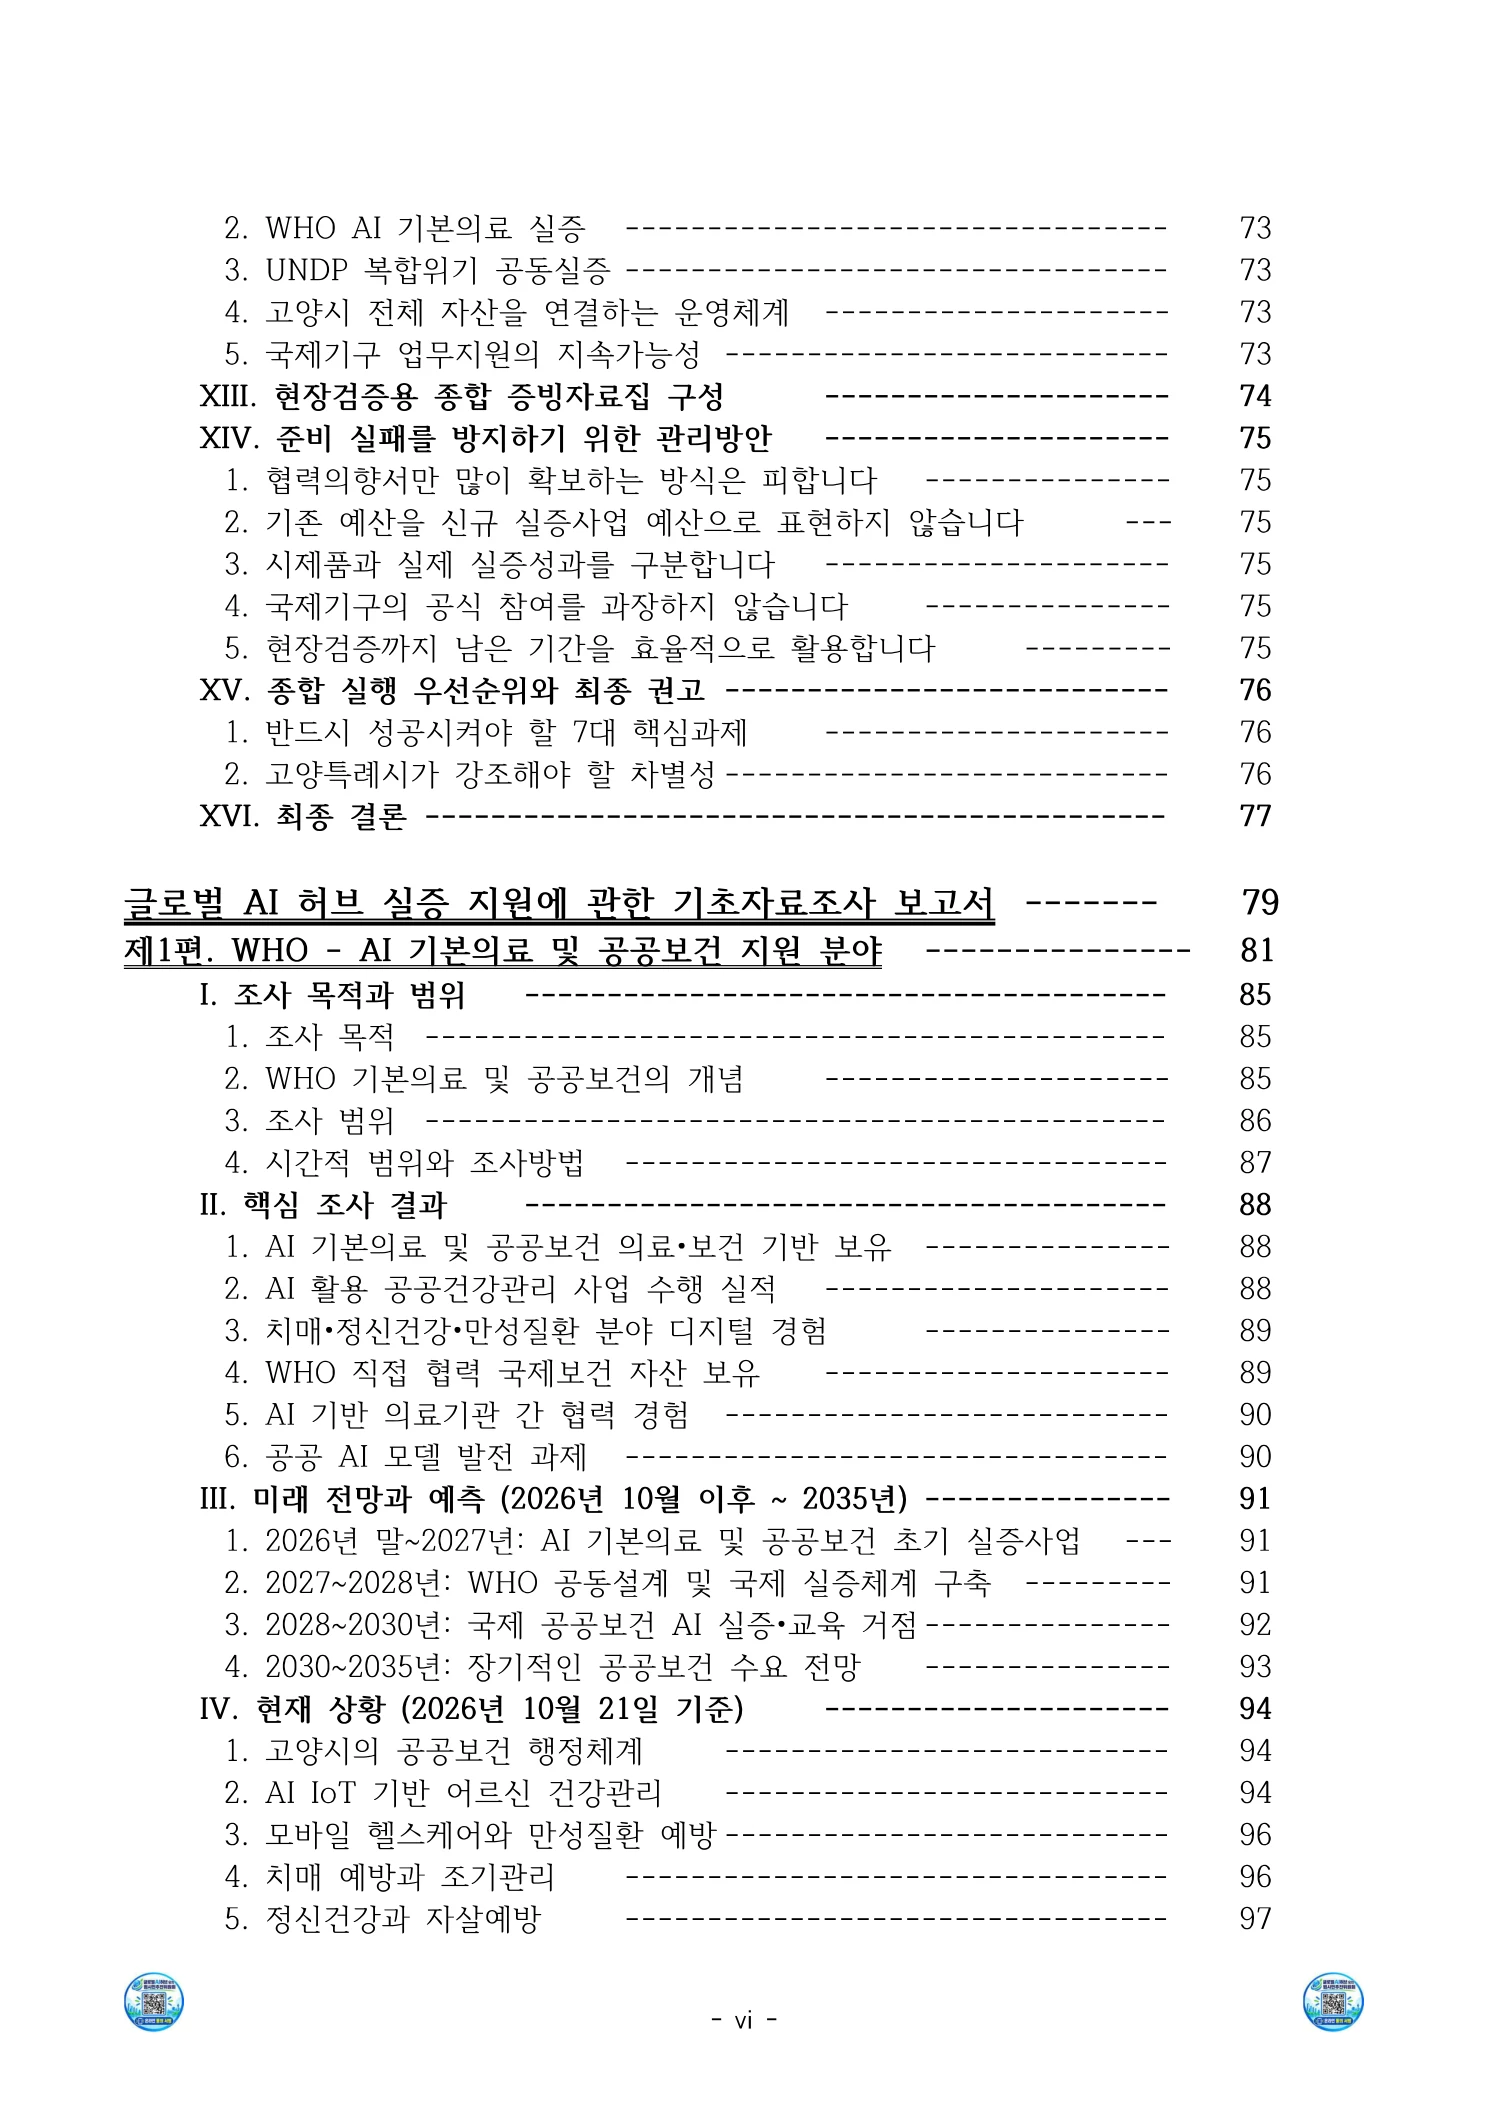 2. WHO AI 기본의료 실증 --------------------------------- 73
3. UNDP 복합위기 공동실증 --------------------------------- 73
4. 고양시 전체 자산을 연결하는 운영체계 --------------------- 73
5. 국제기구 업무지원의 지속가능성 --------------------------- 73
XIII. 현장검증용 종합 증빙자료집 구성 --------------------- 74
XIV. 준비 실패를 방지하기 위한 관리방안 --------------------- 75
1. 협력의향서만 많이 확보하는 방식은 피합니다 --------------- 75
2. 기존 예산을 신규 실증사업 예산으로 표현하지 않습니다 --- 75
3. 시제품과 실제 실증성과를 구분합니다 --------------------- 75
4. 국제기구의 공식 참여를 과장하지 않습니다 --------------- 75
5. 현장검증까지 남은 기간을 효율적으로 활용합니다 --------- 75
XV. 종합 실행 우선순위와 최종 권고 --------------------------- 76
1. 반드시 성공시켜야 할 7대 핵심과제 --------------------- 76
2. 고양특례시가 강조해야 할 차별성 --------------------------- 76
XVI. 최종 결론 --------------------------------------------- 77
글로벌 AI 허브 실증 지원에 관한 기초자료조사 보고서 ------- 79
제1편. WHO - AI 기본의료 및 공공보건 지원 분야 --------------- 81
I. 조사 목적과 범위 --------------------------------------- 85
1. 조사 목적 --------------------------------------------- 85
2. WHO 기본의료 및 공공보건의 개념 --------------------- 85
3. 조사 범위 --------------------------------------------- 86
4. 시간적 범위와 조사방법 --------------------------------- 87
II. 핵심 조사 결과 --------------------------------------- 88
1. AI 기본의료 및 공공보건 의료•보건 기반 보유 --------------- 88
2. AI 활용 공공건강관리 사업 수행 실적 --------------------- 88
3. 치매•정신건강•만성질환 분야 디지털 경험 --------------- 89
4. WHO 직접 협력 국제보건 자산 보유 --------------------- 89
5. AI 기반 의료기관 간 협력 경험 --------------------------- 90
6. 공공 AI 모델 발전 과제 --------------------------------- 90
III. 미래 전망과 예측 (2026년 10월 이후 ~ 2035년) --------------- 91
1. 2026년 말~2027년: AI 기본의료 및 공공보건 초기 실증사업 --- 91
2. 2027~2028년: WHO 공동설계 및 국제 실증체계 구축 --------- 91
3. 2028~2030년: 국제 공공보건 AI 실증•교육 거점 --------------- 92
4. 2030~2035년: 장기적인 공공보건 수요 전망 --------------- 93
IV. 현재 상황 (2026년 10월 21일 기준) --------------------- 94
1. 고양시의 공공보건 행정체계 --------------------------- 94
2. AI IoT 기반 어르신 건강관리 --------------------------- 94
3. 모바일 헬스케어와 만성질환 예방 --------------------------- 96
4. 치매 예방과 조기관리 --------------------------------- 96
5. 정신건강과 자살예방 --------------------------------- 97
- vi -